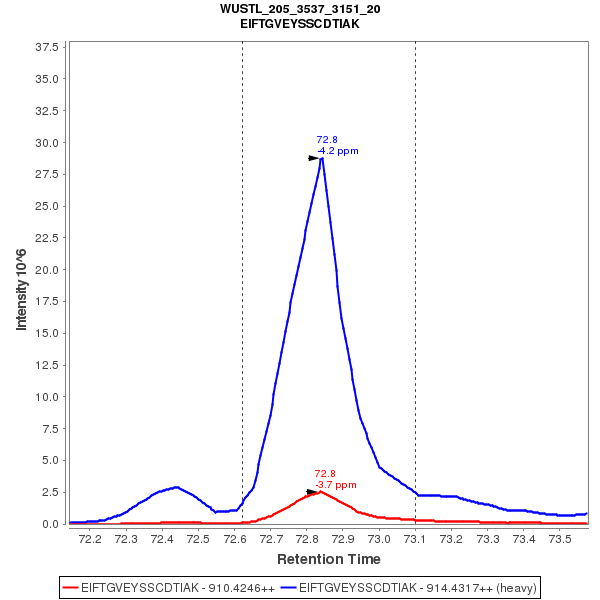 WUSTL_205_3537_3151_20
EIFTGVEYSSCDTIAK
37.5
35.0
32.5
30.0
27.5
25.0
22.5
20.0
17.5
15.0
12.5
10.0
7.5
5.0
2.5
0.0
Intensity 10^6
72.8
-4.2 ppm
72.8
-3.7 ppm
72.2 72.3 72.4 72.5 72.6 72.7 72.8 72.9 73.0 73.1 73.2 73.3 73.4 73.5
Retention Time
EIFTGVEYSSCDTIAK - 910.4246++ EIFTGVEYSSCDTIAK - 914.4317++ (heavy)